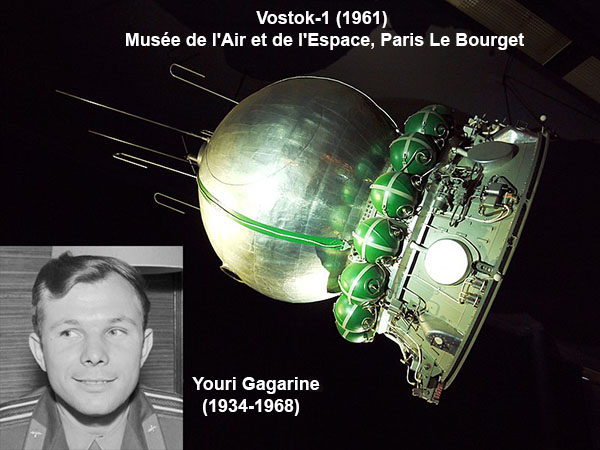 Vostok-1 (1961)
Musée de l'Air et de l'Espace, Paris Le Bourget
Youri Gagarine
(1934-1968)